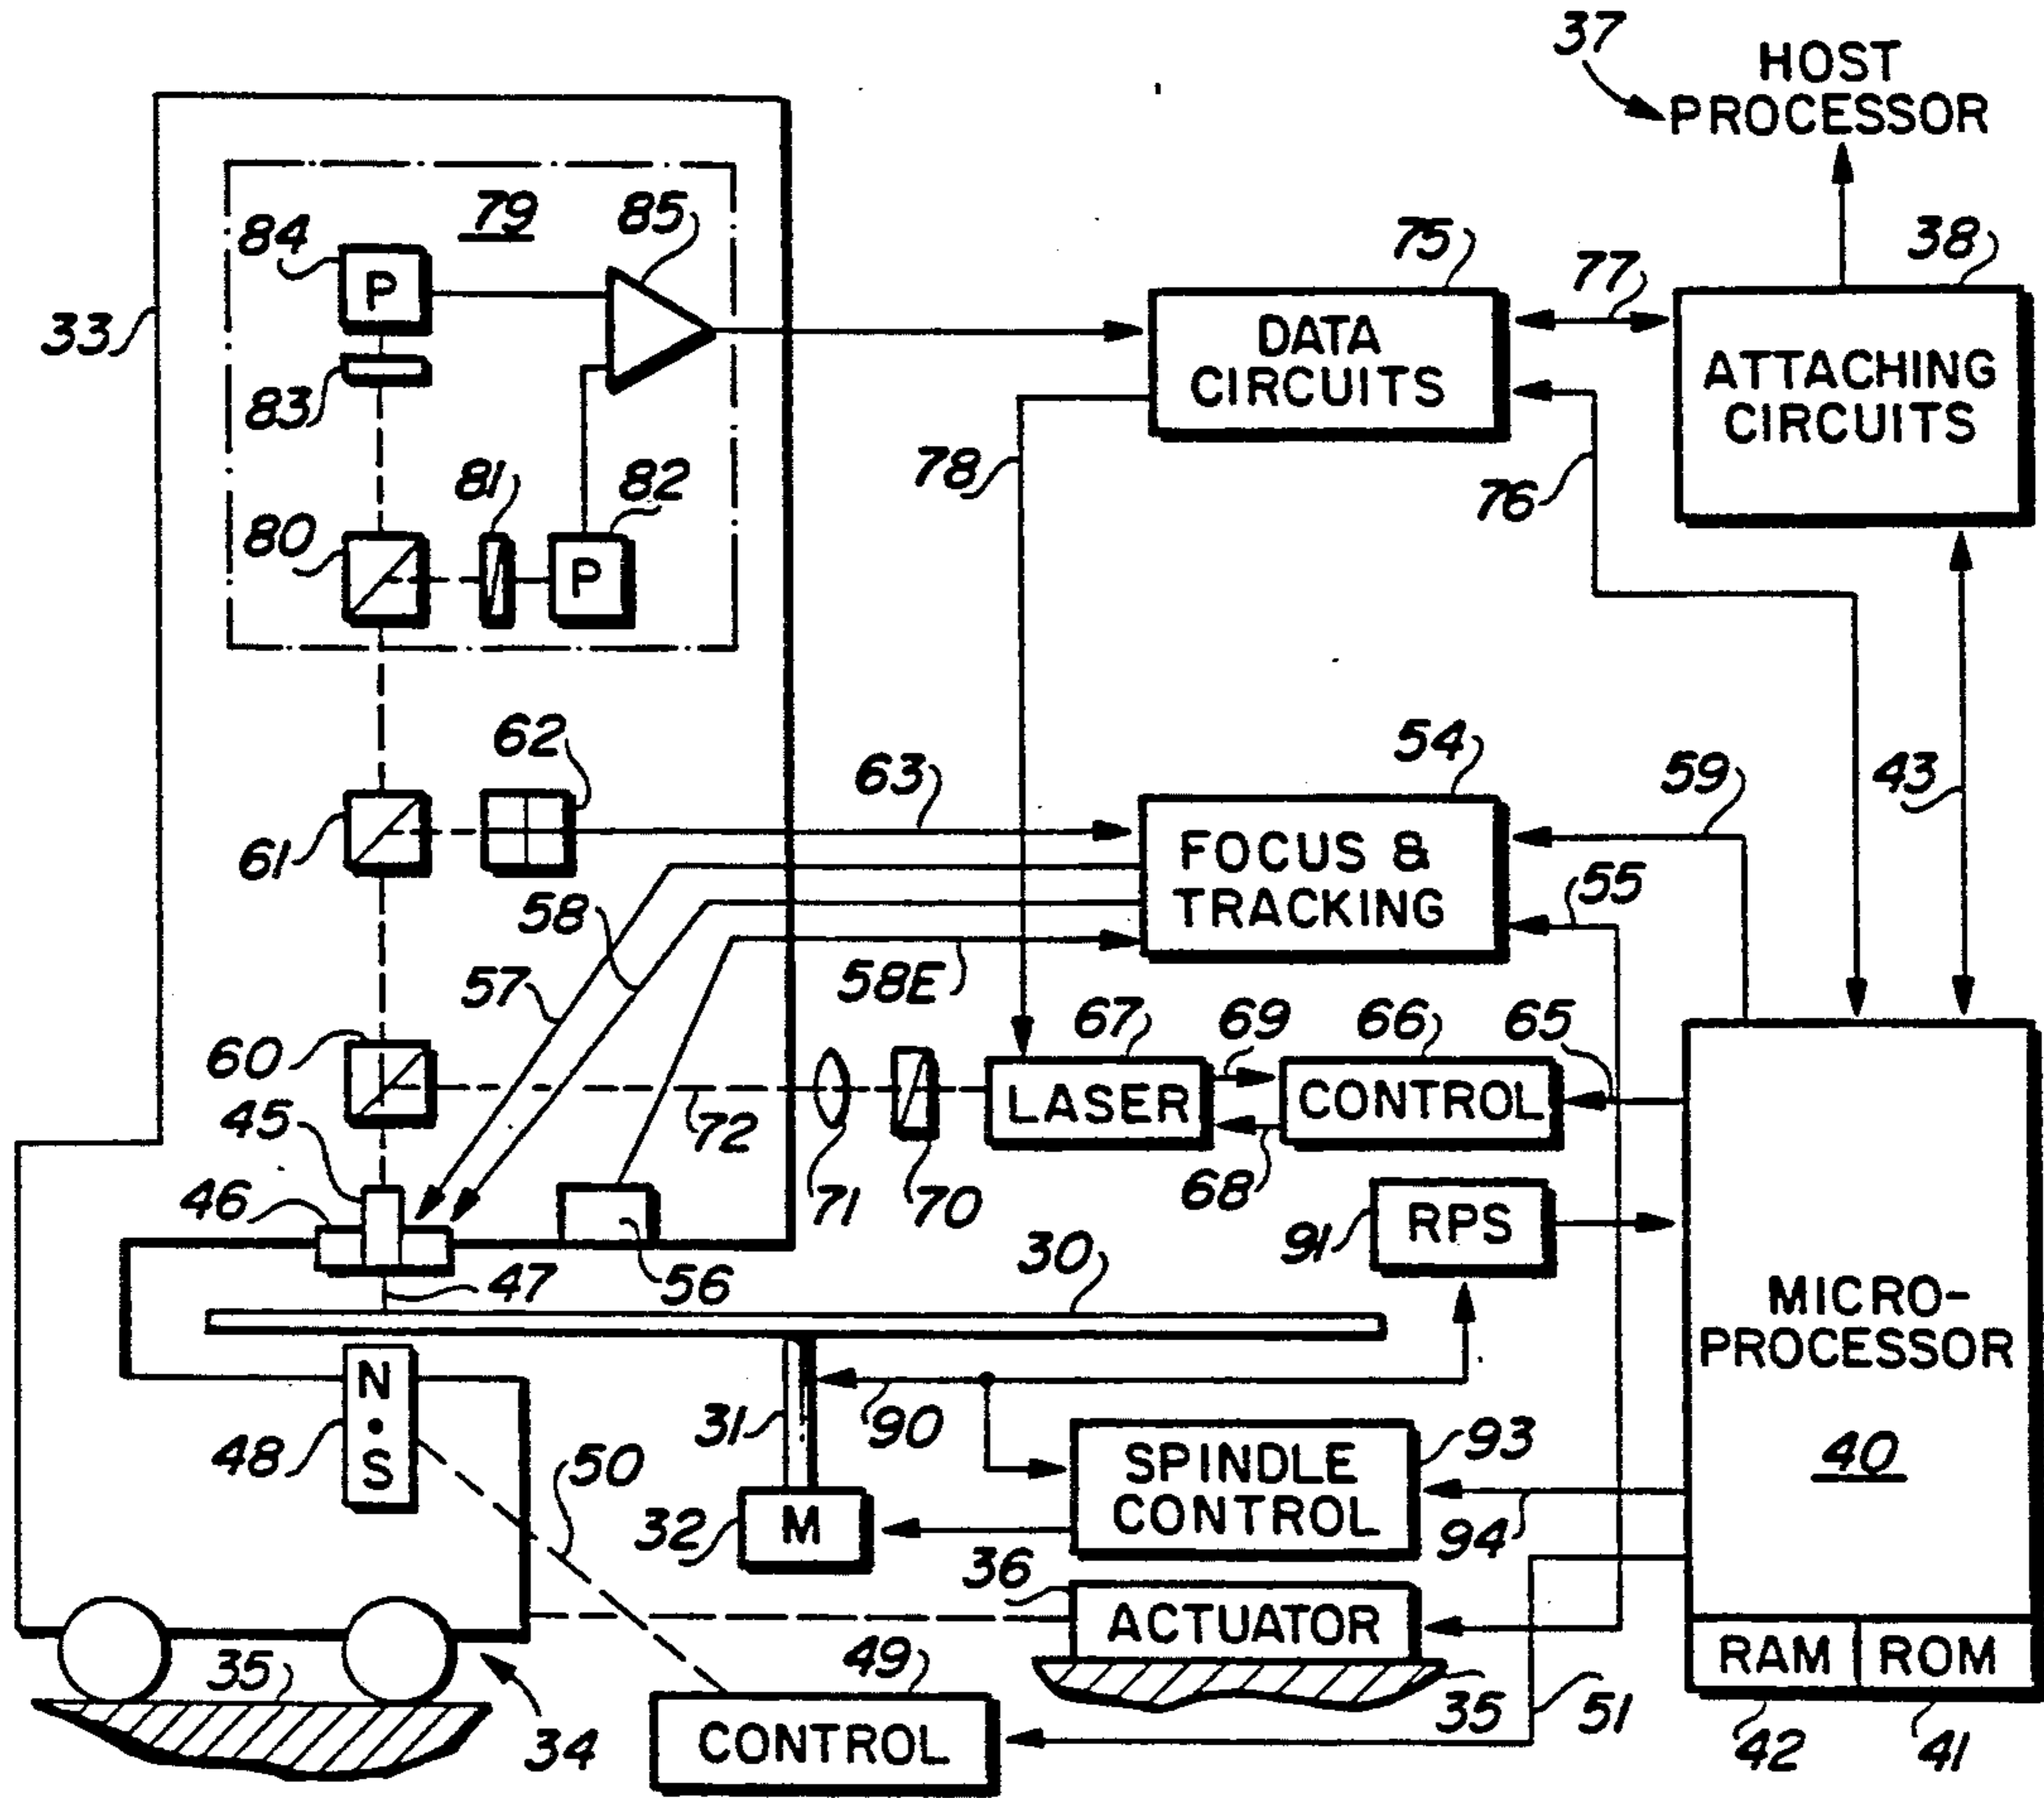 37
HOST
PROCESSOR
33
84
79
85
P
83
75
77
38
DATA
CIRCUITS
ATTACHING
CIRCUITS
78
76
80
81
82
P
62
63
54
59
43
61
FOCUS &
TRACKING
55
58
57
58E
60
67
69
66
65
LASER
CONTROL
45
72
71
70
68
46
RPS
91
47
56
30
MICRO-
PROCESSOR
40
N
S
48
31
90
SPINDLE
CONTROL
93
50
32
M
94
36
ACTUATOR
RAM
ROM
35
34
49
35
51
CONTROL
42
41